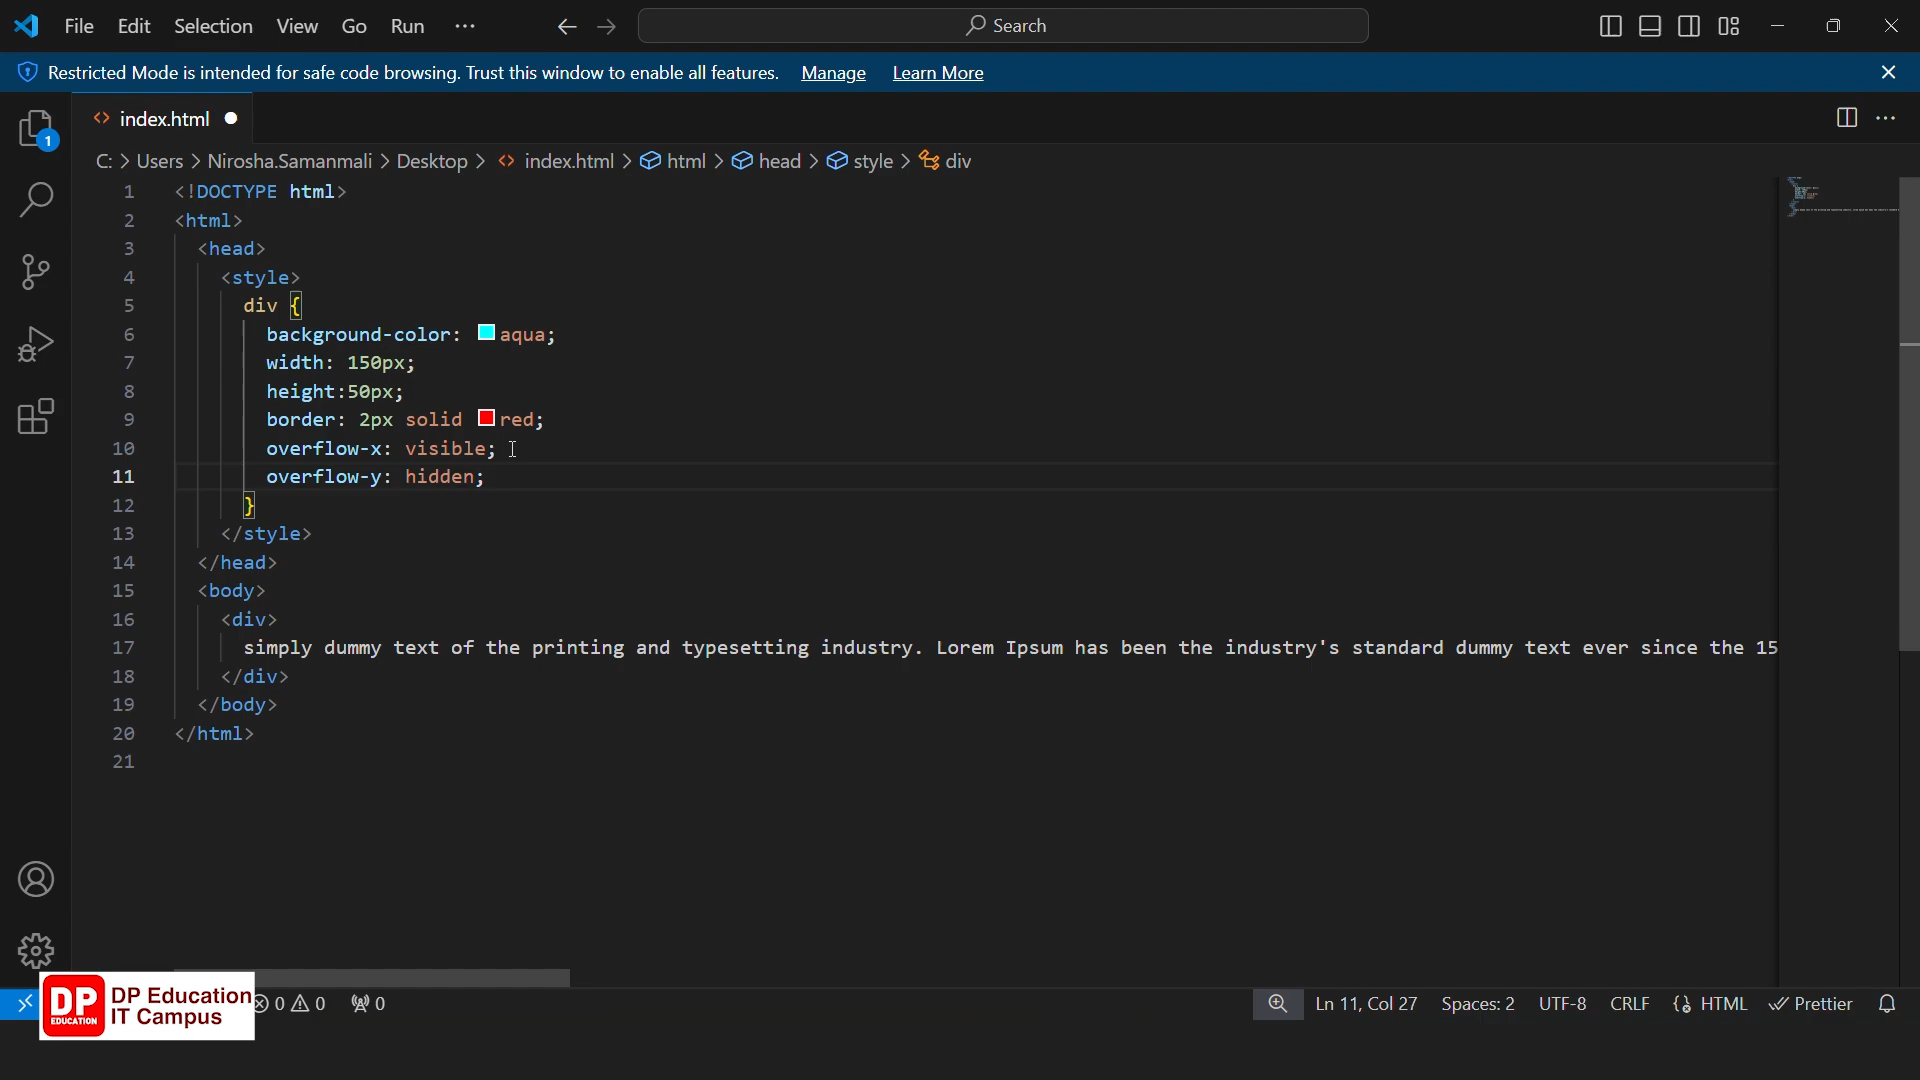 File Edit Selection View Go Run ··· Search
Restricted Mode is intended for safe code browsing. Trust this window to enable all features. Manage Learn More
1
<> index.html
C: > Users > Nirosha.Samanmali > Desktop > <> index.html > html > head > style > div
1 <!DOCTYPE html>
2 <html>
3 <head>
4 <style>
5 div {
6 background-color: aqua;
7 width: 150px;
8 height:50px;
9 border: 2px solid red;
10 overflow-x: visible;
11 overflow-y: hidden;
12 }
13 </style>
14 </head>
15 <body>
16 <div>
17 simply dummy text of the printing and typesetting industry. Lorem Ipsum has been the industry's standard dummy text ever since the 15
18 </div>
19 </body>
20 </html>
21
DP EDUCATION
DP Education
IT Campus
0 0 0 Ln 11, Col 27 Spaces: 2 UTF-8 CRLF HTML Prettier